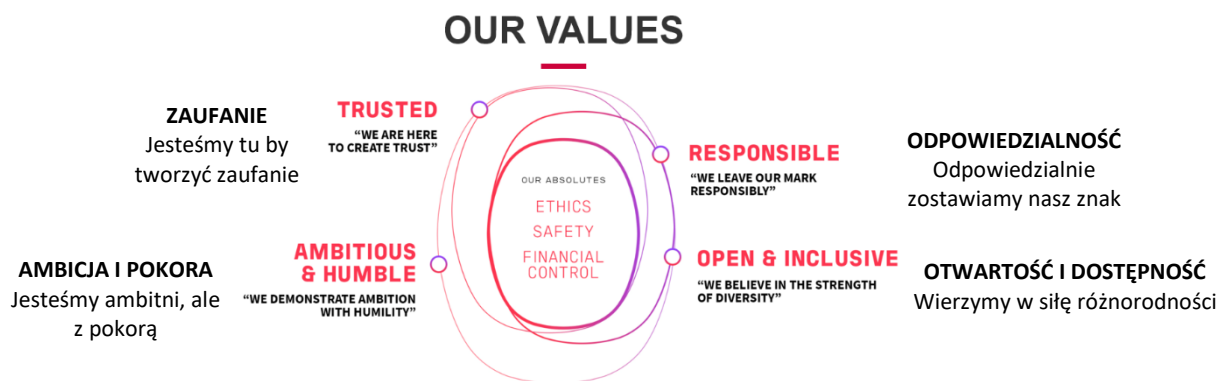 OUR VALUES
ZAUFANIE
Jesteśmy tu by
tworzyć zaufanie
TRUSTED
“WE ARE HERE
TO CREATE TRUST”
RESPONSIBLE
“WE LEAVE OUR MARK
RESPONSIBLY”
ODPOWIEDZIALNOŚĆ
Odpowiedzialnie
zostawiamy nasz znak
OUR ABSOLUTES
ETHICS
SAFETY
FINANCIAL
CONTROL
AMBICJA I POKORA
Jesteśmy ambitni, ale
z pokorą
AMBITIOUS
& HUMBLE
“WE DEMONSTRATE AMBITION
WITH HUMILITY”
OPEN & INCLUSIVE
“WE BELIEVE IN THE STRENGTH
OF DIVERSITY”
OTWARTOŚĆ I DOSTĘPNOŚĆ
Wierzymy w siłę różnorodności